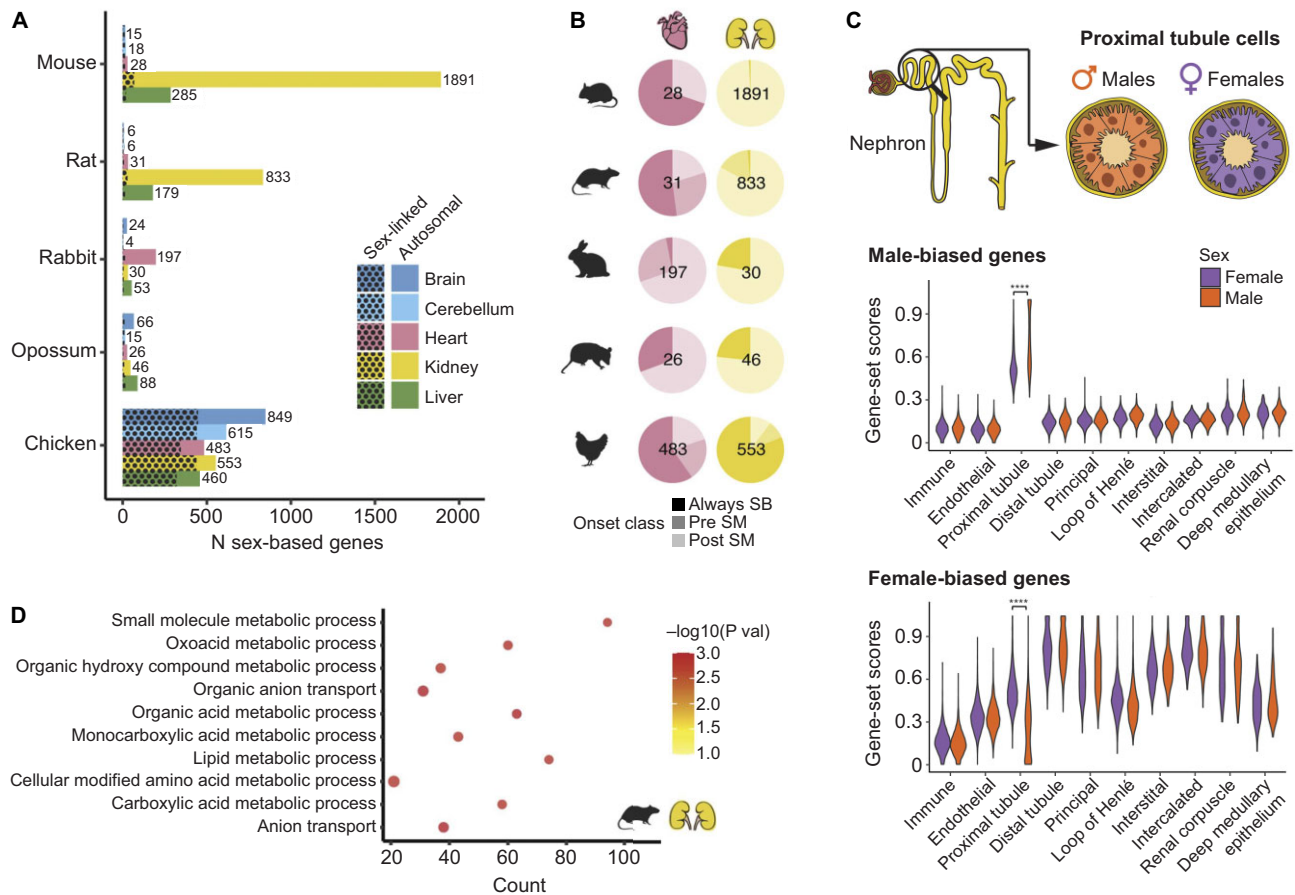 A
Mouse
15
18
28
1891
285
Rat
6
6
31
833
179
Rabbit
24
4
197
30
53
Opossum
66
15
26
46
88
Chicken
849
615
483
553
460
0 500 1000 1500 2000
N sex-based genes
Sex-linked
Autosomal
Brain
Cerebellum
Heart
Kidney
Liver
B
28 1891
31 833
197 30
26 46
483 553
Onset class
Always SB
Pre SM
Post SM
C
Proximal tubule cells
♂ Males ♀ Females
Nephron
Male-biased genes
Sex
Female
Male
****
Gene-set scores
0.9
0.6
0.3
0
Immune
Endothelial
Proximal tubule
Distal tubule
Principal
Loop of Henlé
Interstital
Intercalated
Renal corpuscle
Deep medullary
epithelium
Female-biased genes
****
Gene-set scores
0.9
0.6
0.3
0
Immune
Endothelial
Proximal tubule
Distal tubule
Principal
Loop of Henlé
Interstital
Intercalated
Renal corpuscle
Deep medullary
epithelium
D
Small molecule metabolic process
Oxoacid metabolic process
Organic hydroxy compound metabolic process
Organic anion transport
Organic acid metabolic process
Monocarboxylic acid metabolic process
Lipid metabolic process
Cellular modified amino acid metabolic process
Carboxylic acid metabolic process
Anion transport
20 40 60 80 100
Count
–log10(P val)
3.0
2.5
2.0
1.5
1.0